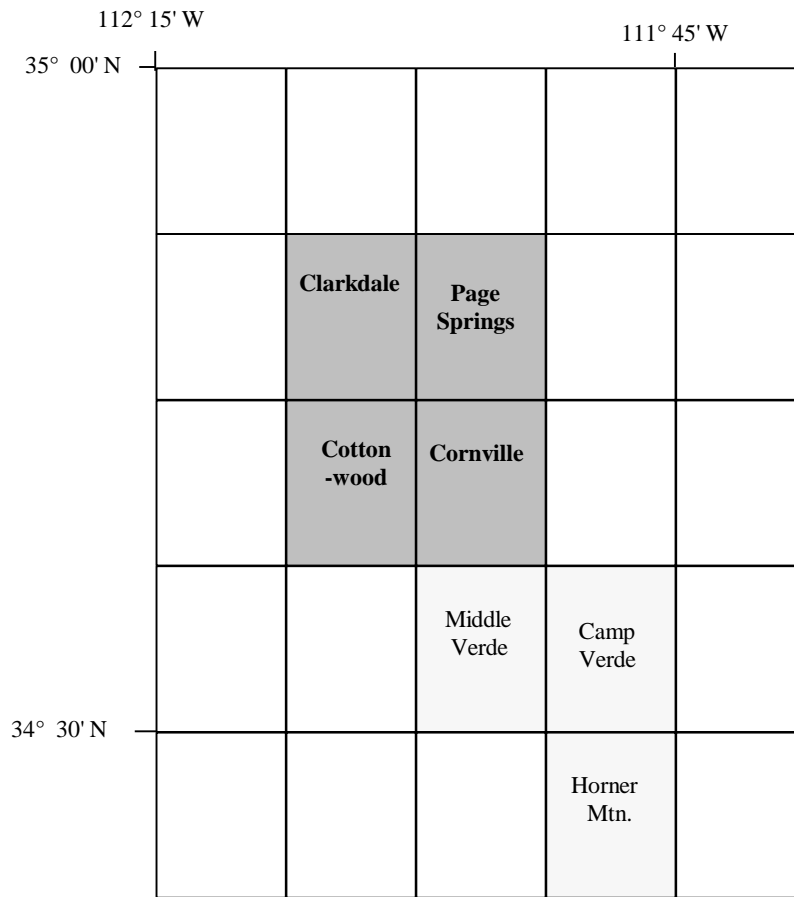 112° 15' W
111° 45' W
35° 00' N
Clarkdale
Page
Springs
Cotton
-wood
Cornville
Middle
Verde
Camp
Verde
34° 30' N
Horner
Mtn.